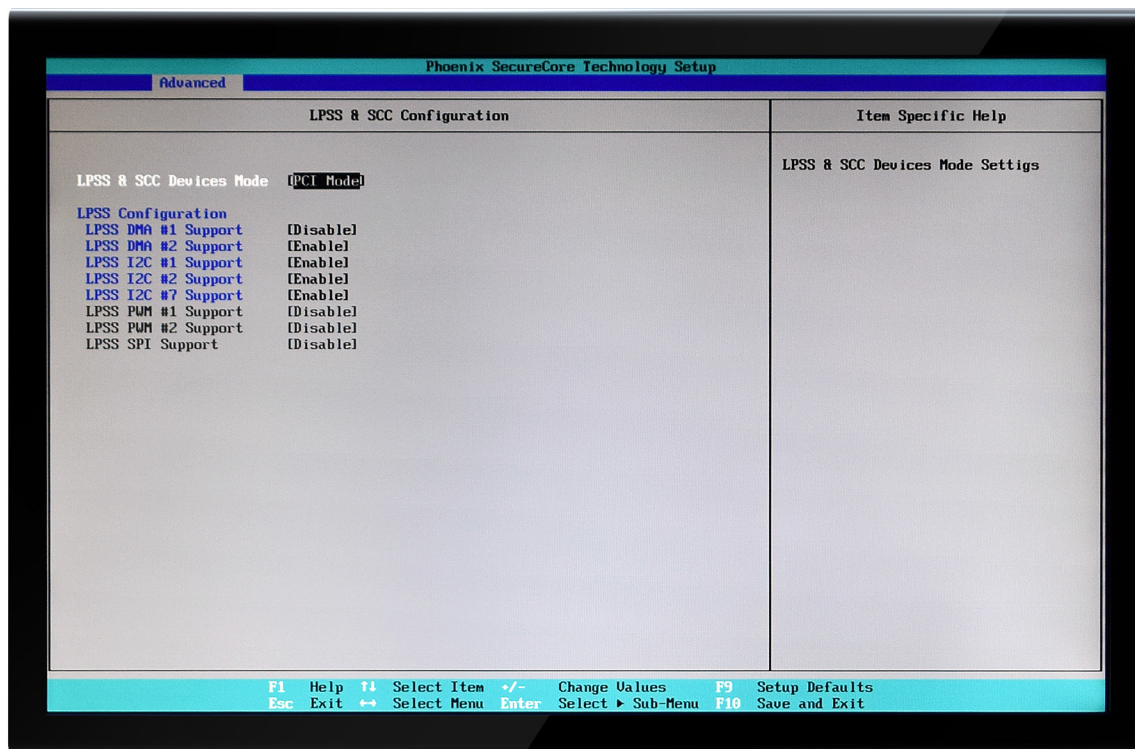 Phoenix SecureCore Technology Setup
Advanced
LPSS & SCC Configuration
Item Specific Help
LPSS & SCC Devices Mode [PCI Mode]
LPSS & SCC Devices Mode Settigs
LPSS Configuration
LPSS DMA #1 Support [Disable]
LPSS DMA #2 Support [Enable]
LPSS I2C #1 Support [Enable]
LPSS I2C #2 Support [Enable]
LPSS I2C #7 Support [Enable]
LPSS PWM #1 Support [Disable]
LPSS PWM #2 Support [Disable]
LPSS SPI Support [Disable]
F1 Help ↑↓ Select Item +/- Change Values F9 Setup Defaults
Esc Exit ↔ Select Menu Enter Select ▶ Sub-Menu F10 Save and Exit